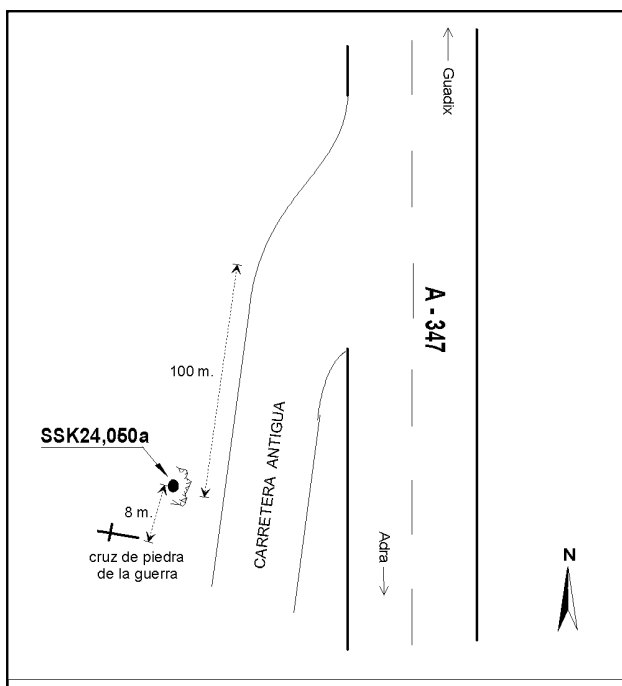 Guadix
A - 347
100 m.
CARRETERA ANTIGUA
SSK24,050a
8 m.
cruz de piedra
de la guerra
Adra
N